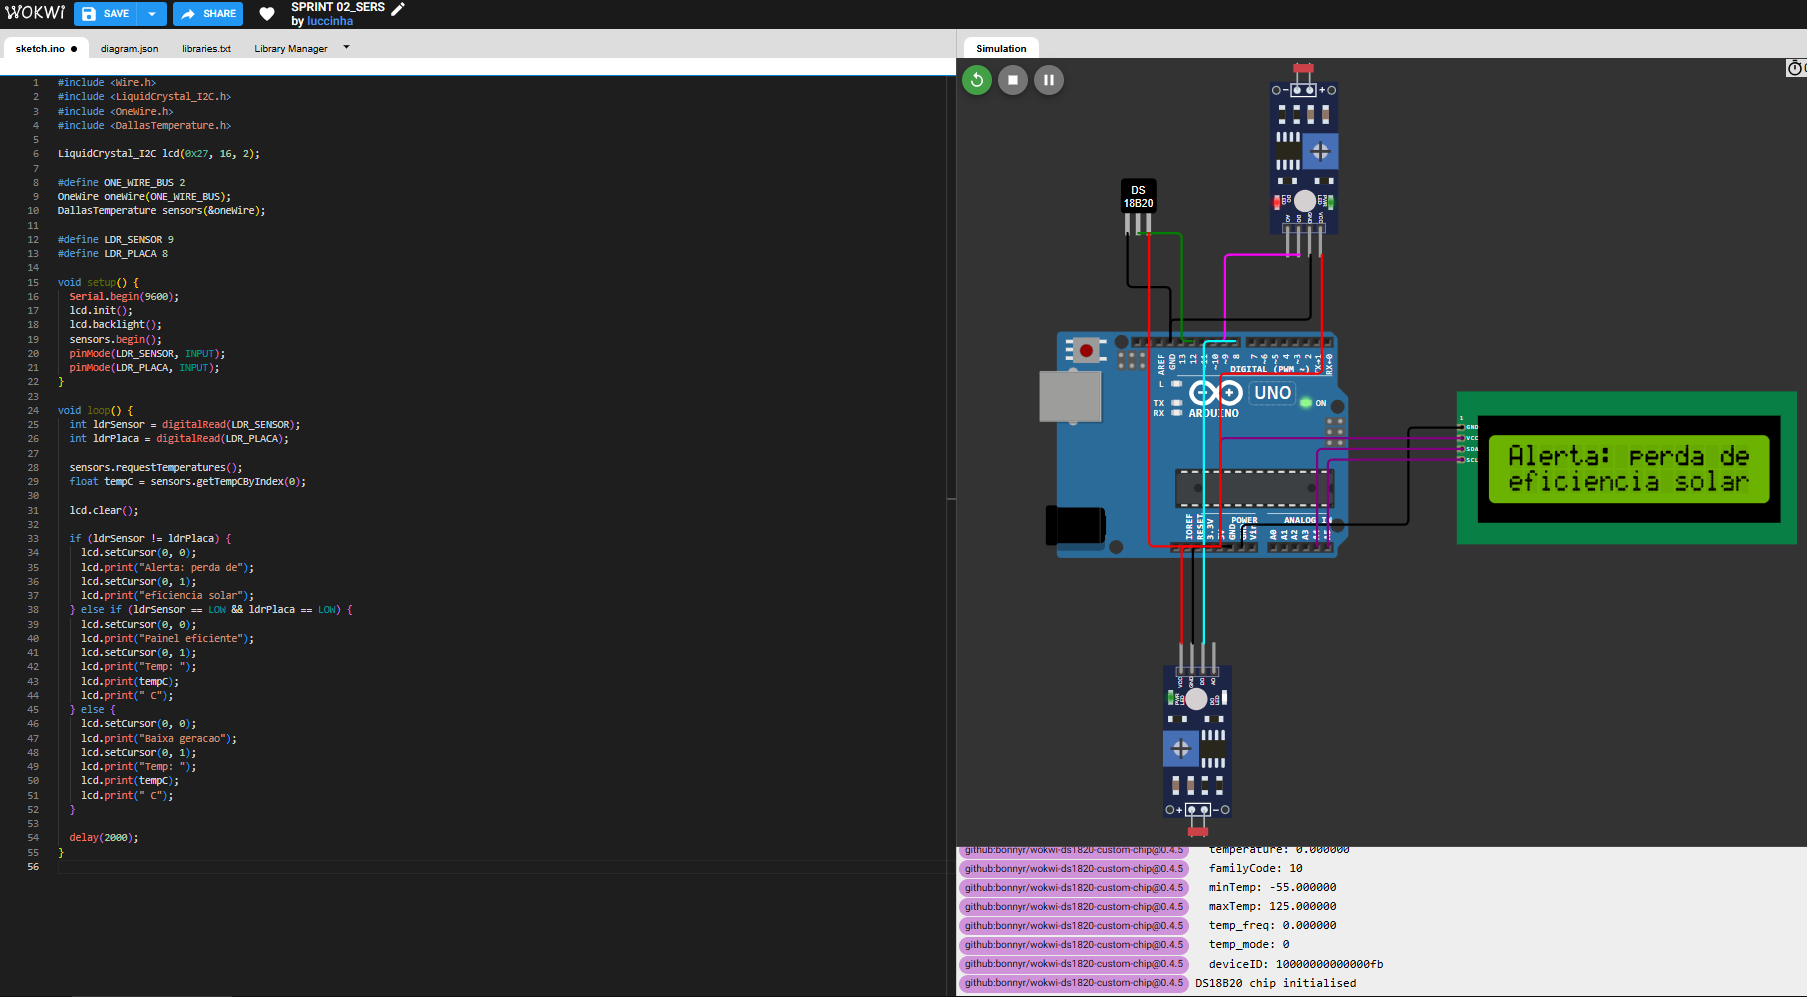 WOKWi
SAVE
SHARE
SPRINT 02_SERS
by luccinha
sketch.ino
diagram.json
libraries.txt
Library Manager
1 #include <Wire.h>
2 #include <LiquidCrystal_I2C.h>
3 #include <OneWire.h>
4 #include <DallasTemperature.h>
5
6 LiquidCrystal_I2C lcd(0x27, 16, 2);
7
8 #define ONE_WIRE_BUS 2
9 OneWire oneWire(ONE_WIRE_BUS);
10 DallasTemperature sensors(&oneWire);
11
12 #define LDR_SENSOR 9
13 #define LDR_PLACA 8
14
15 void setup() {
16 Serial.begin(9600);
17 lcd.init();
18 lcd.backlight();
19 sensors.begin();
20 pinMode(LDR_SENSOR, INPUT);
21 pinMode(LDR_PLACA, INPUT);
22 }
23
24 void loop() {
25 int ldrSensor = digitalRead(LDR_SENSOR);
26 int ldrPlaca = digitalRead(LDR_PLACA);
27
28 sensors.requestTemperatures();
29 float tempC = sensors.getTempCByIndex(0);
30
31 lcd.clear();
32
33 if (ldrSensor != ldrPlaca) {
34 lcd.setCursor(0, 0);
35 lcd.print("Alerta: perda de");
36 lcd.setCursor(0, 1);
37 lcd.print("eficiencia solar");
38 } else if (ldrSensor == LOW && ldrPlaca == LOW) {
39 lcd.setCursor(0, 0);
40 lcd.print("Painel eficiente");
41 lcd.setCursor(0, 1);
42 lcd.print("Temp: ");
43 lcd.print(tempC);
44 lcd.print(" C");
45 } else {
46 lcd.setCursor(0, 0);
47 lcd.print("Baixa geracao");
48 lcd.setCursor(0, 1);
49 lcd.print("Temp: ");
50 lcd.print(tempC);
51 lcd.print(" C");
52 }
53
54 delay(2000);
55 }
56
Simulation
DS
18B20
DO LED
PWR LED
AO
DO
GND
VCC
AREF
GND
13
12
~10
~9
8
7
~6
~5
4
~3
2
TX→1
RX←0
DIGITAL (PWM ~)
L
TX
RX
UNO
ON
ARDUINO
IOREF
RESET
3.3V
GND
Vin
POWER
ANALOG IN
A0
A1
A2
A3
1
GND
VCC
SDA
SCL
Alerta: perda de
eficiencia solar
VCC
GND
DO
AO
PWR LED
DO LED
github:bonnyr/wokwi-ds1820-custom-chip@0.4.5 temperature: 0.000000
github:bonnyr/wokwi-ds1820-custom-chip@0.4.5 familyCode: 10
github:bonnyr/wokwi-ds1820-custom-chip@0.4.5 minTemp: -55.000000
github:bonnyr/wokwi-ds1820-custom-chip@0.4.5 maxTemp: 125.000000
github:bonnyr/wokwi-ds1820-custom-chip@0.4.5 temp_freq: 0.000000
github:bonnyr/wokwi-ds1820-custom-chip@0.4.5 temp_mode: 0
github:bonnyr/wokwi-ds1820-custom-chip@0.4.5 deviceID: 10000000000000fb
github:bonnyr/wokwi-ds1820-custom-chip@0.4.5 DS18B20 chip initialised